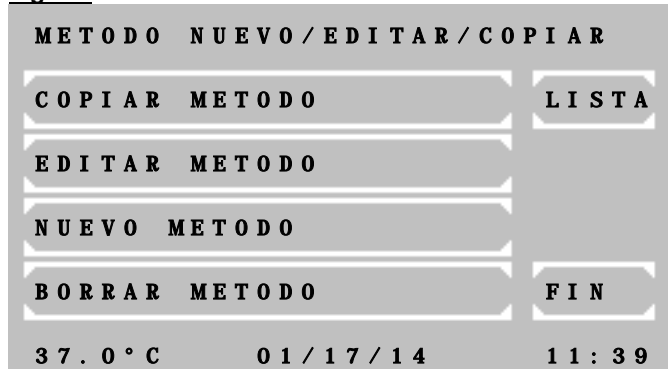 METODO NUEVO/EDITAR/COPIAR
COPIAR METODO LISTA
EDITAR METODO
NUEVO METODO
BORRAR METODO FIN
37.0°C 01/17/14 11:39